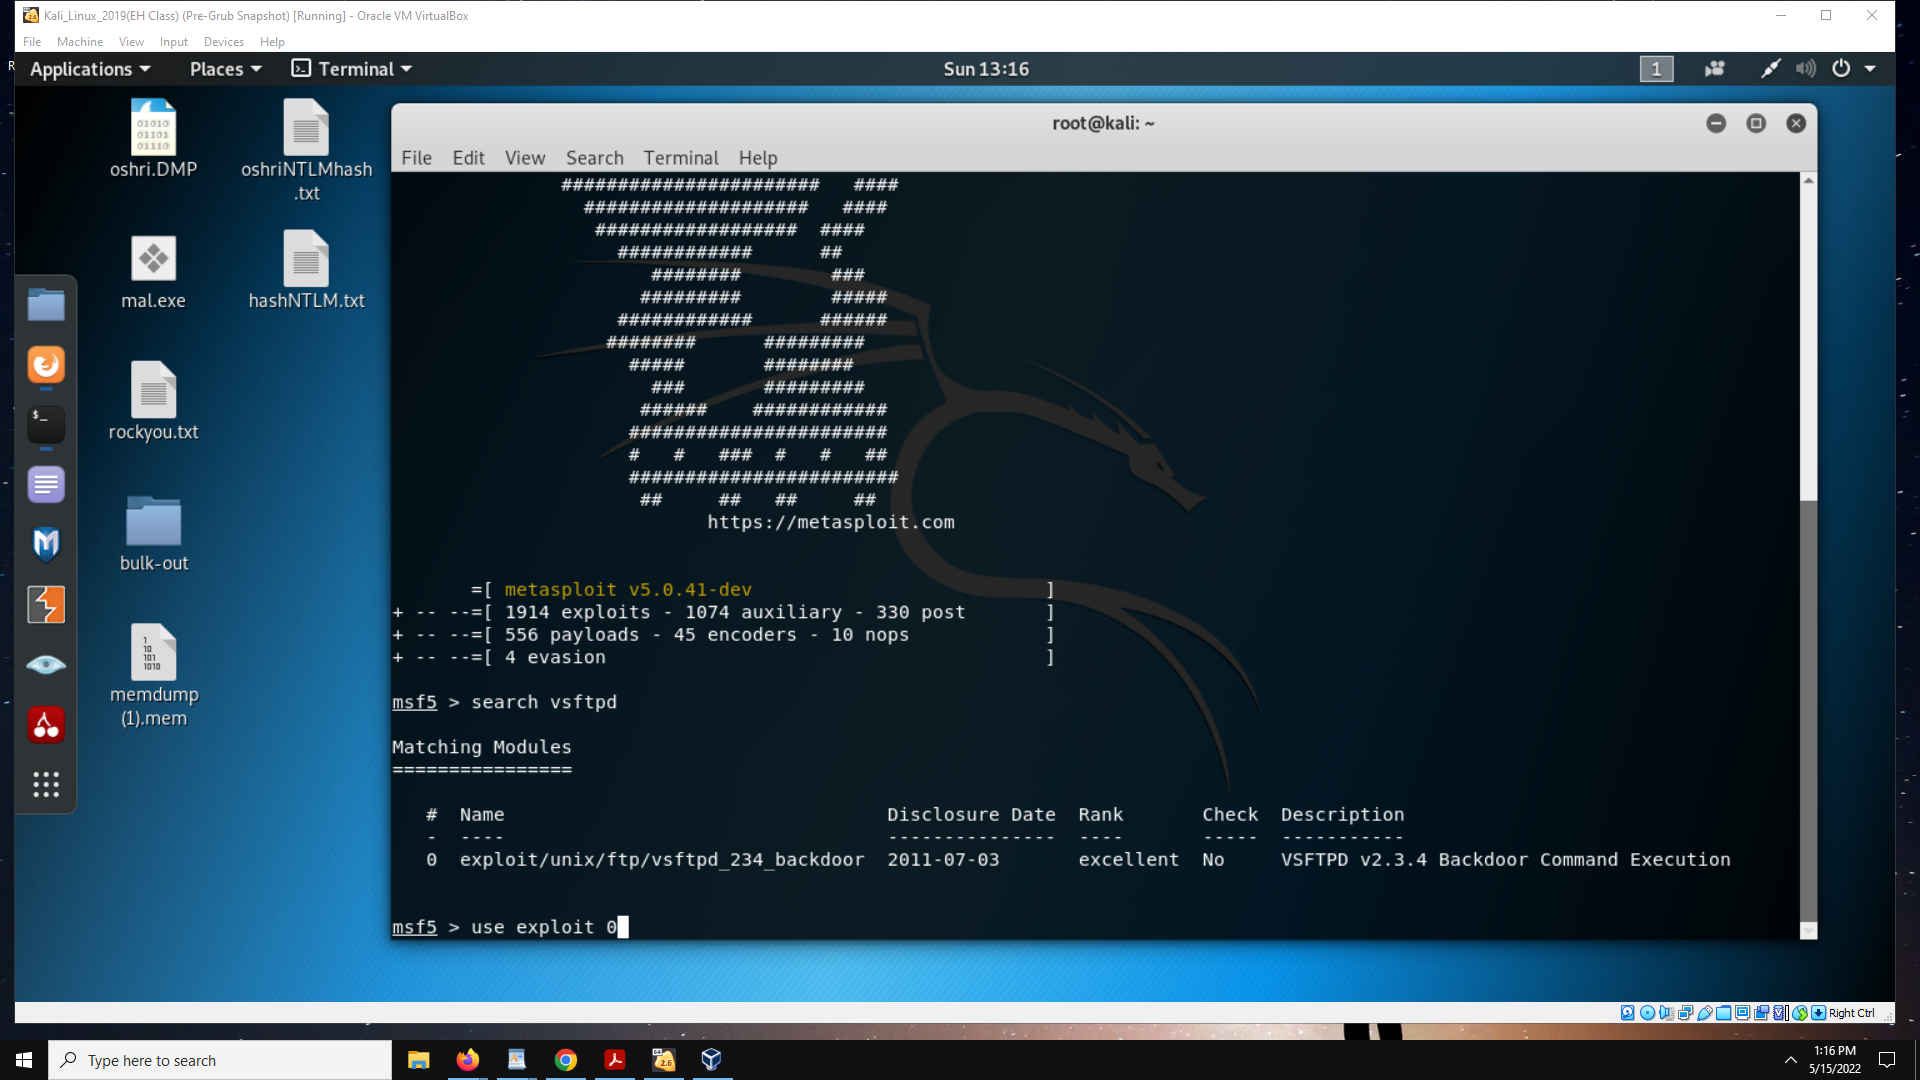 Kali_Linux_2019(EH Class) (Pre-Grub Snapshot) [Running] - Oracle VM VirtualBox
File Machine View Input Devices Help
R
Applications Places Terminal Sun 13:16 1
oshri.DMP
oshriNTLMhash
.txt
mal.exe
hashNTLM.txt
rockyou.txt
bulk-out
memdump
(1).mem
root@kali: ~
File Edit View Search Terminal Help
#######################   ####
####################   ####
##################  ####
############      ##
########        ###
#########        #####
############      ######
########      #########
#####       ########
###       #########
######    ############
#######################
#   #   ###  #   #   ##
########################
##     ##   ##     ##
https://metasploit.com
=[ metasploit v5.0.41-dev ]
+ -- --=[ 1914 exploits - 1074 auxiliary - 330 post ]
+ -- --=[ 556 payloads - 45 encoders - 10 nops ]
+ -- --=[ 4 evasion ]
msf5 > search vsftpd
Matching Modules
================
#  Name  Disclosure Date  Rank  Check  Description
-  ----  ---------------  ----  -----  -----------
0  exploit/unix/ftp/vsftpd_234_backdoor  2011-07-03  excellent  No  VSFTPD v2.3.4 Backdoor Command Execution
msf5 > use exploit 0
Right Ctrl
Type here to search
1:16 PM
5/15/2022